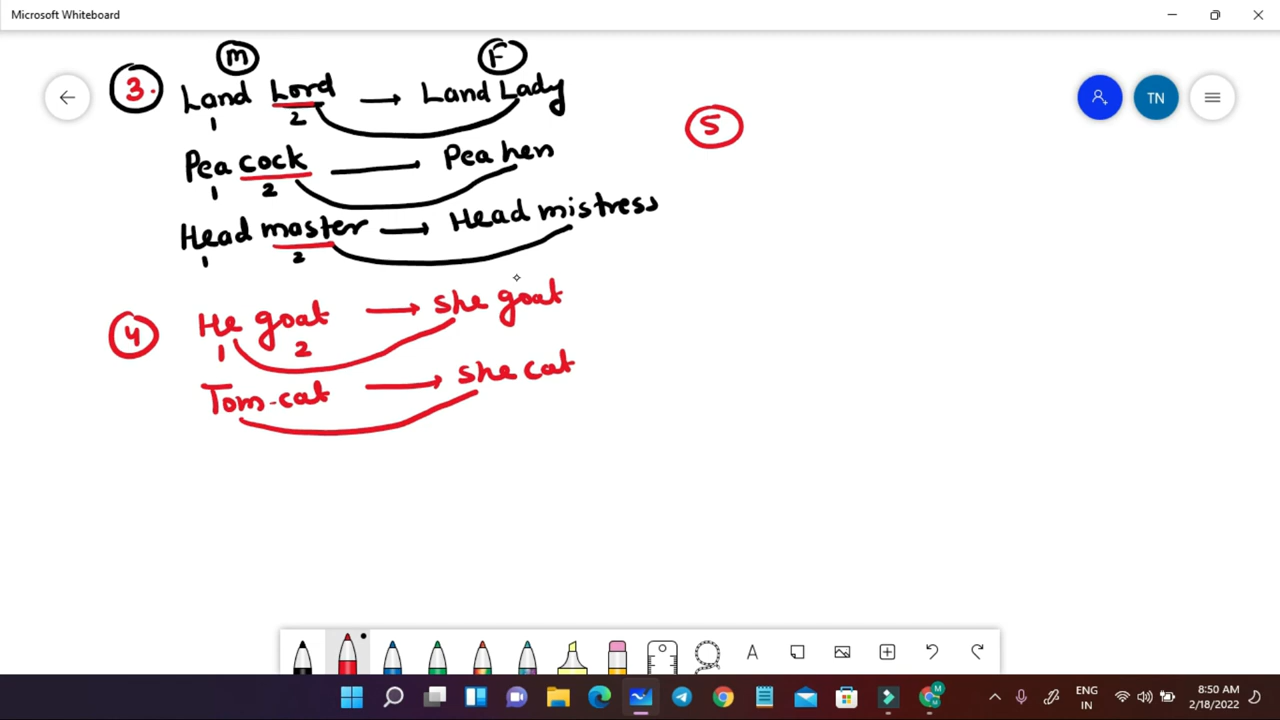 Microsoft Whiteboard
M F
3. Land Lord → Land Lady
1 2
Pea cock → Pea hen
1 2
Head master → Head mistress
1 2
4 He goat → she goat
1 2
Tom-cat → she cat
5
TN
A
ENG
IN
8:50 AM
2/18/2022